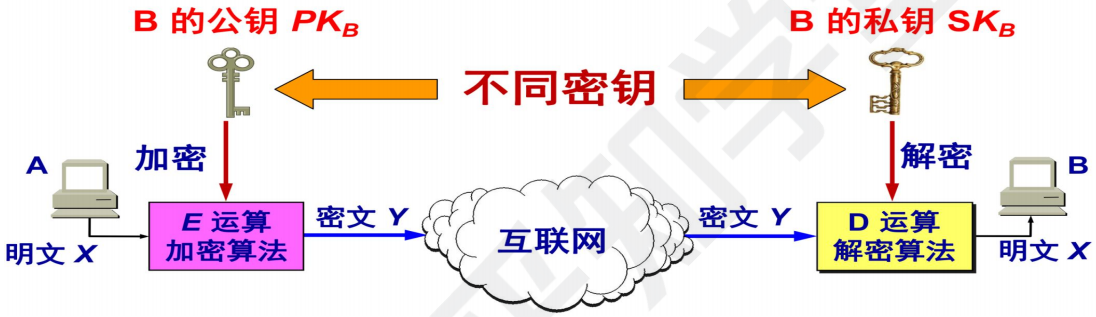 B 的公钥 PK_B
B 的私钥 SK_B
不同密钥
A
加密
解密
B
E 运算
加密算法
密文 Y
互联网
密文 Y
D 运算
解密算法
明文 X
明文 X